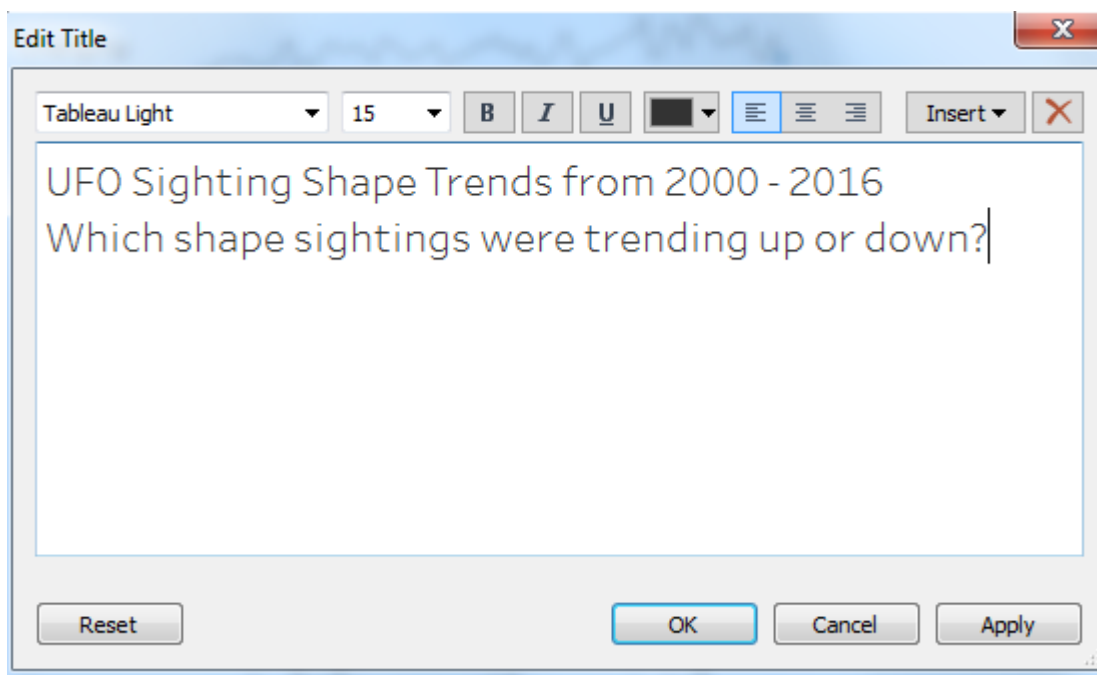 Edit Title
Tableau Light 15 B I U Insert
UFO Sighting Shape Trends from 2000 - 2016
Which shape sightings were trending up or down?
Reset OK Cancel Apply